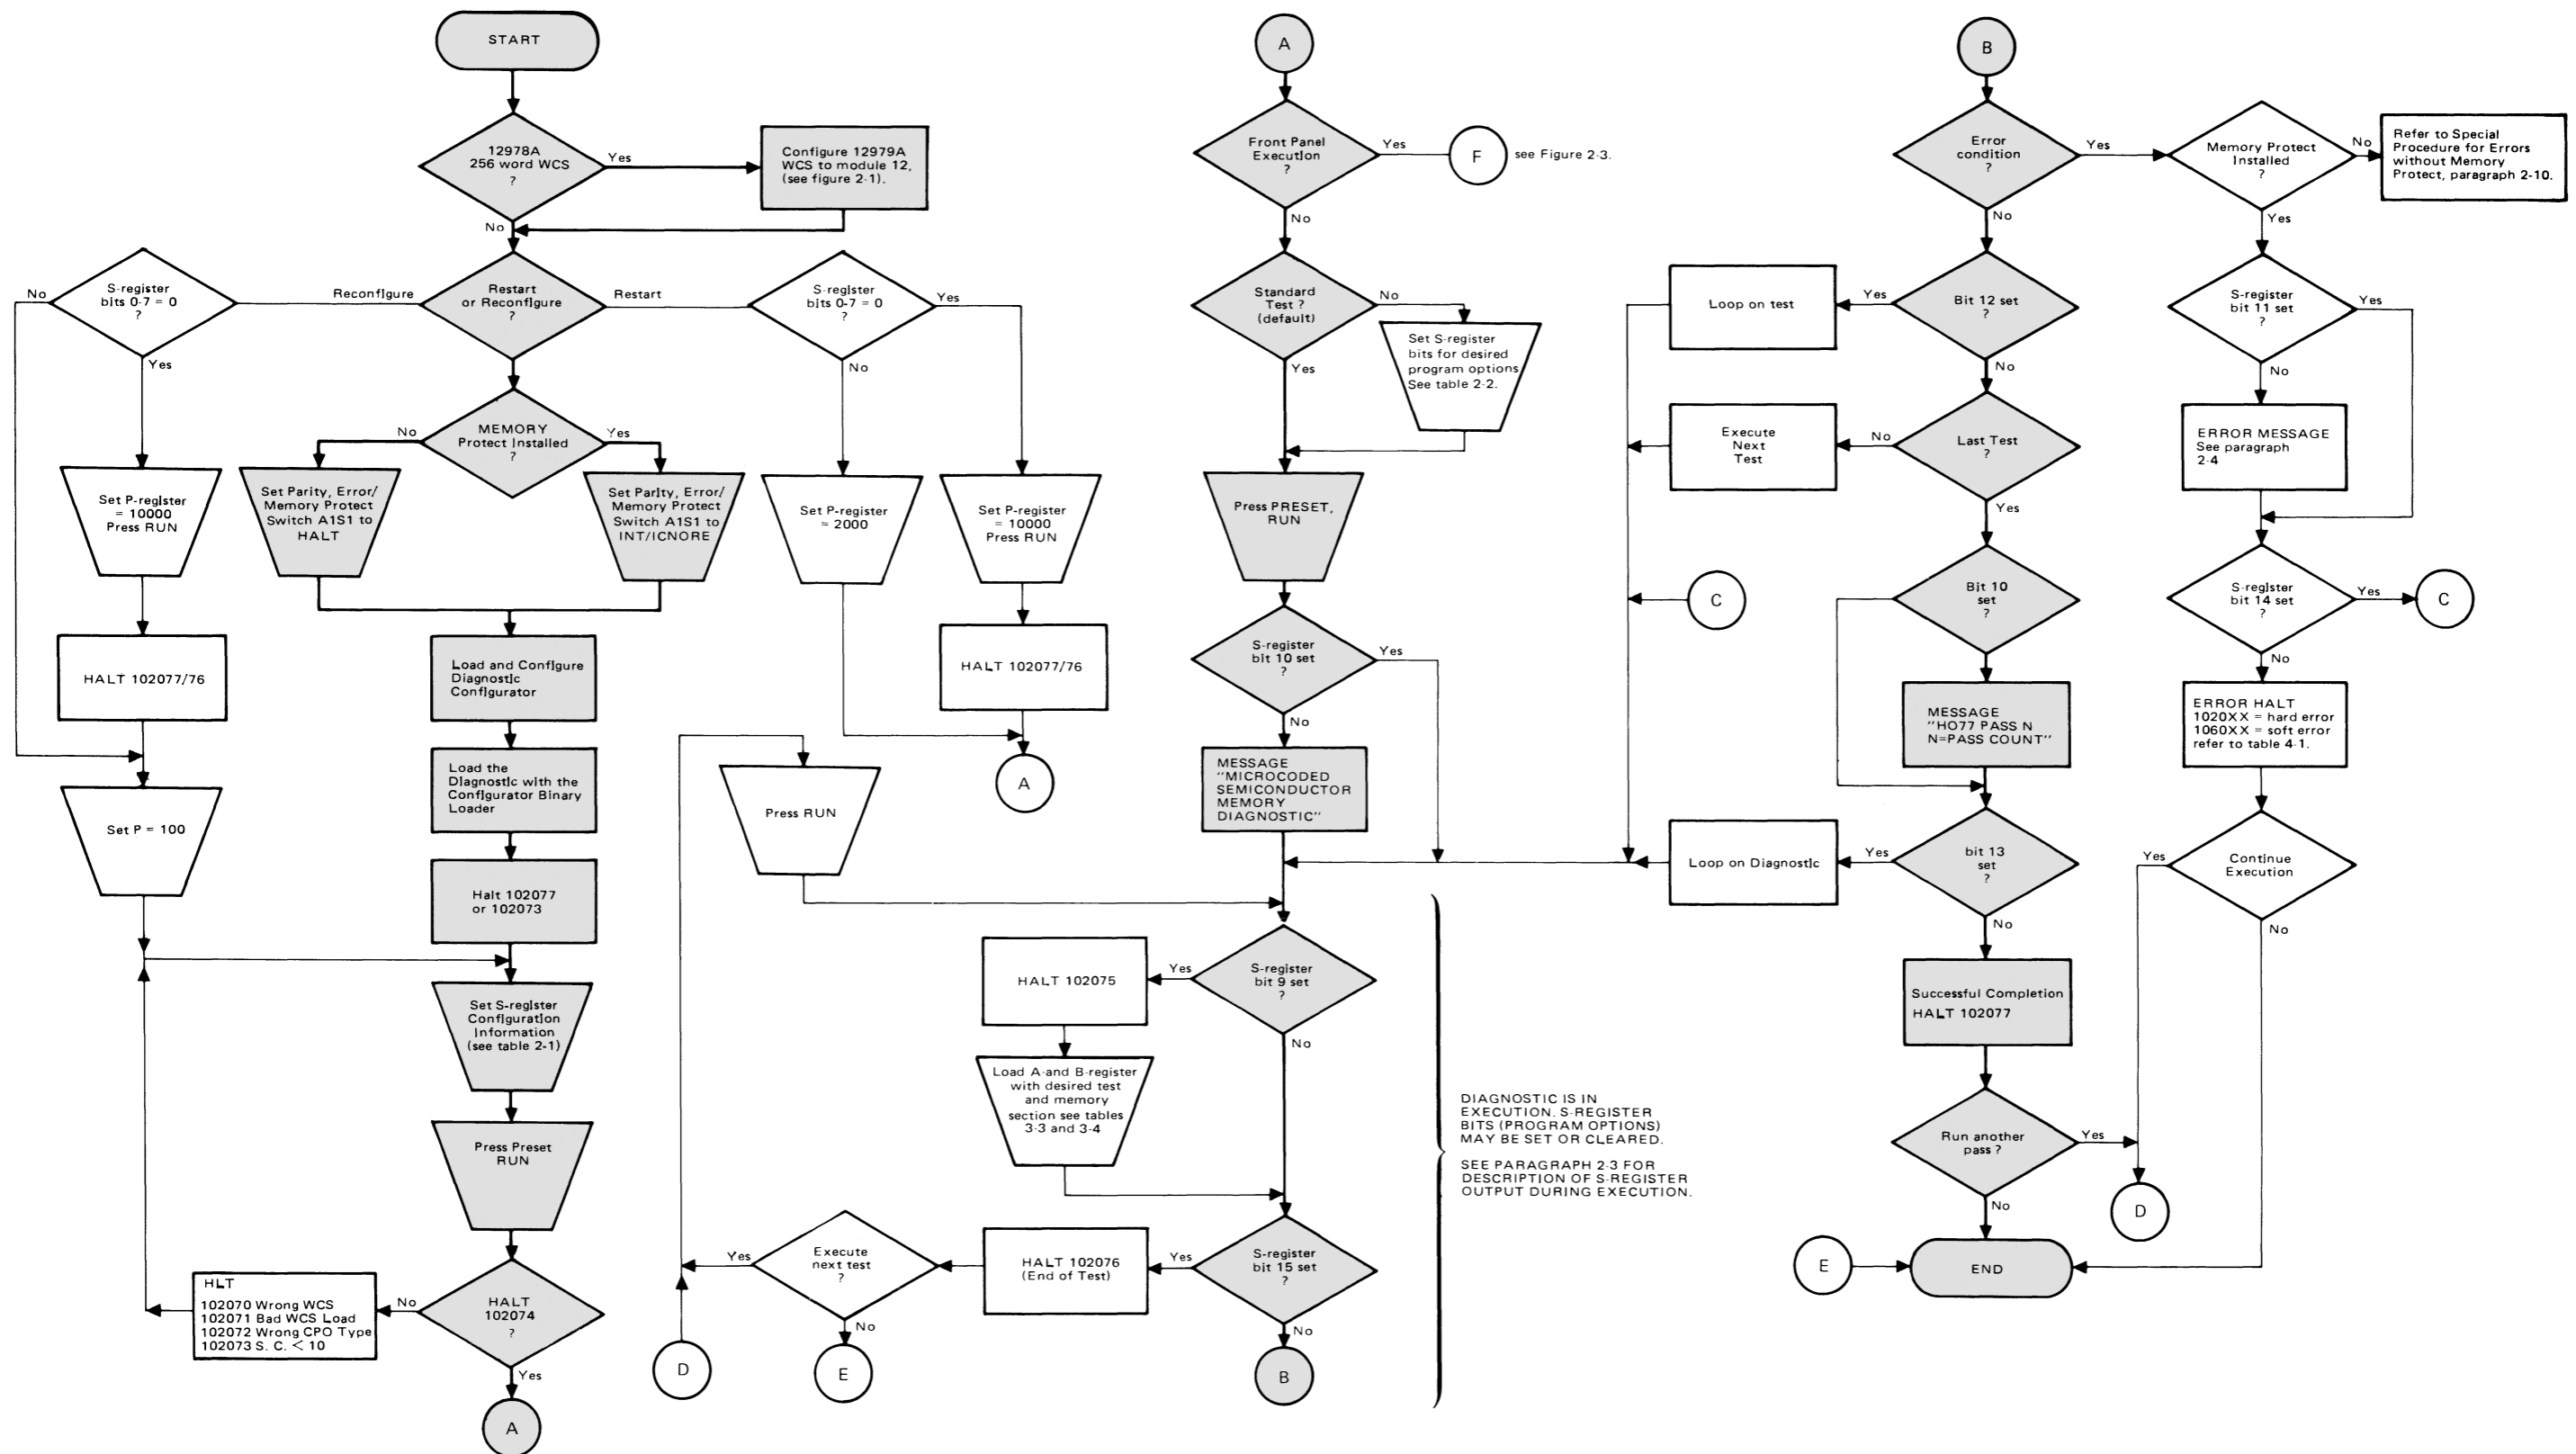 START
12978A
256 word WCS
?
Yes
Configure 12979A
WCS to module 12,
(see figure 2-1).
No
S-register
bits 0-7 = 0
?
No
Yes
Reconfigure
Restart
or Reconfigure
?
Restart
S-register
bits 0-7 = 0
?
Yes
No
MEMORY
Protect Installed
?
No
Yes
Set P-register
= 10000
Press RUN
Set Parity, Error/
Memory Protect
Switch A1S1 to
HALT
Set Parity, Error/
Memory Protect
Switch A1S1 to
INT/ICNORE
Set P-register
= 2000
Set P-register
= 10000
Press RUN
HALT 102077/76
Load and Configure
Diagnostic
Configurator
HALT 102077/76
A
Load the
Diagnostic with the
Configurator Binary
Loader
Set P = 100
Halt 102077
or 102073
Set S-register
Configuration
Information
(see table 2-1)
Press Preset
RUN
HALT
102074
?
No
Yes
HLT
102070 Wrong WCS
102071 Bad WCS Load
102072 Wrong CPO Type
102073 S. C. < 10
A
A
Front Panel
Execution
?
Yes
F
see Figure 2-3.
No
Standard
Test ?
(default)
No
Yes
Set S-register
bits for desired
program options
See table 2-2.
Press PRESET,
RUN
S-register
bit 10 set
?
Yes
No
MESSAGE
"MICROCODED
SEMICONDUCTOR
MEMORY
DIAGNOSTIC"
Press RUN
S-register
bit 9 set
?
Yes
No
HALT 102075
Load A-and B-register
with desired test
and memory
section see tables
3-3 and 3-4
S-register
bit 15 set
?
Yes
No
HALT 102076
(End of Test)
Execute
next test
?
Yes
No
D
E
B
DIAGNOSTIC IS IN
EXECUTION. S-REGISTER
BITS (PROGRAM OPTIONS)
MAY BE SET OR CLEARED.
SEE PARAGRAPH 2-3 FOR
DESCRIPTION OF S-REGISTER
OUTPUT DURING EXECUTION.
B
Error
condition
?
Yes
No
Memory Protect
Installed
?
No
Yes
Refer to Special
Procedure for Errors
without Memory
Protect, paragraph 2-10.
Loop on test
Yes
Bit 12 set
?
No
S-register
bit 11 set
?
Yes
No
Execute
Next
Test
No
Last Test
?
Yes
ERROR MESSAGE
See paragraph
2-4
C
Bit 10
set
?
S-register
bit 14 set
?
Yes
C
No
MESSAGE
"HO77 PASS N
N=PASS COUNT"
ERROR HALT
1020XX = hard error
1060XX = soft error
refer to table 4-1.
Loop on Diagnostic
Yes
bit 13
set
?
No
Yes
Continue
Execution
No
Successful Completion
HALT 102077
Run another
pass ?
Yes
No
D
E
END